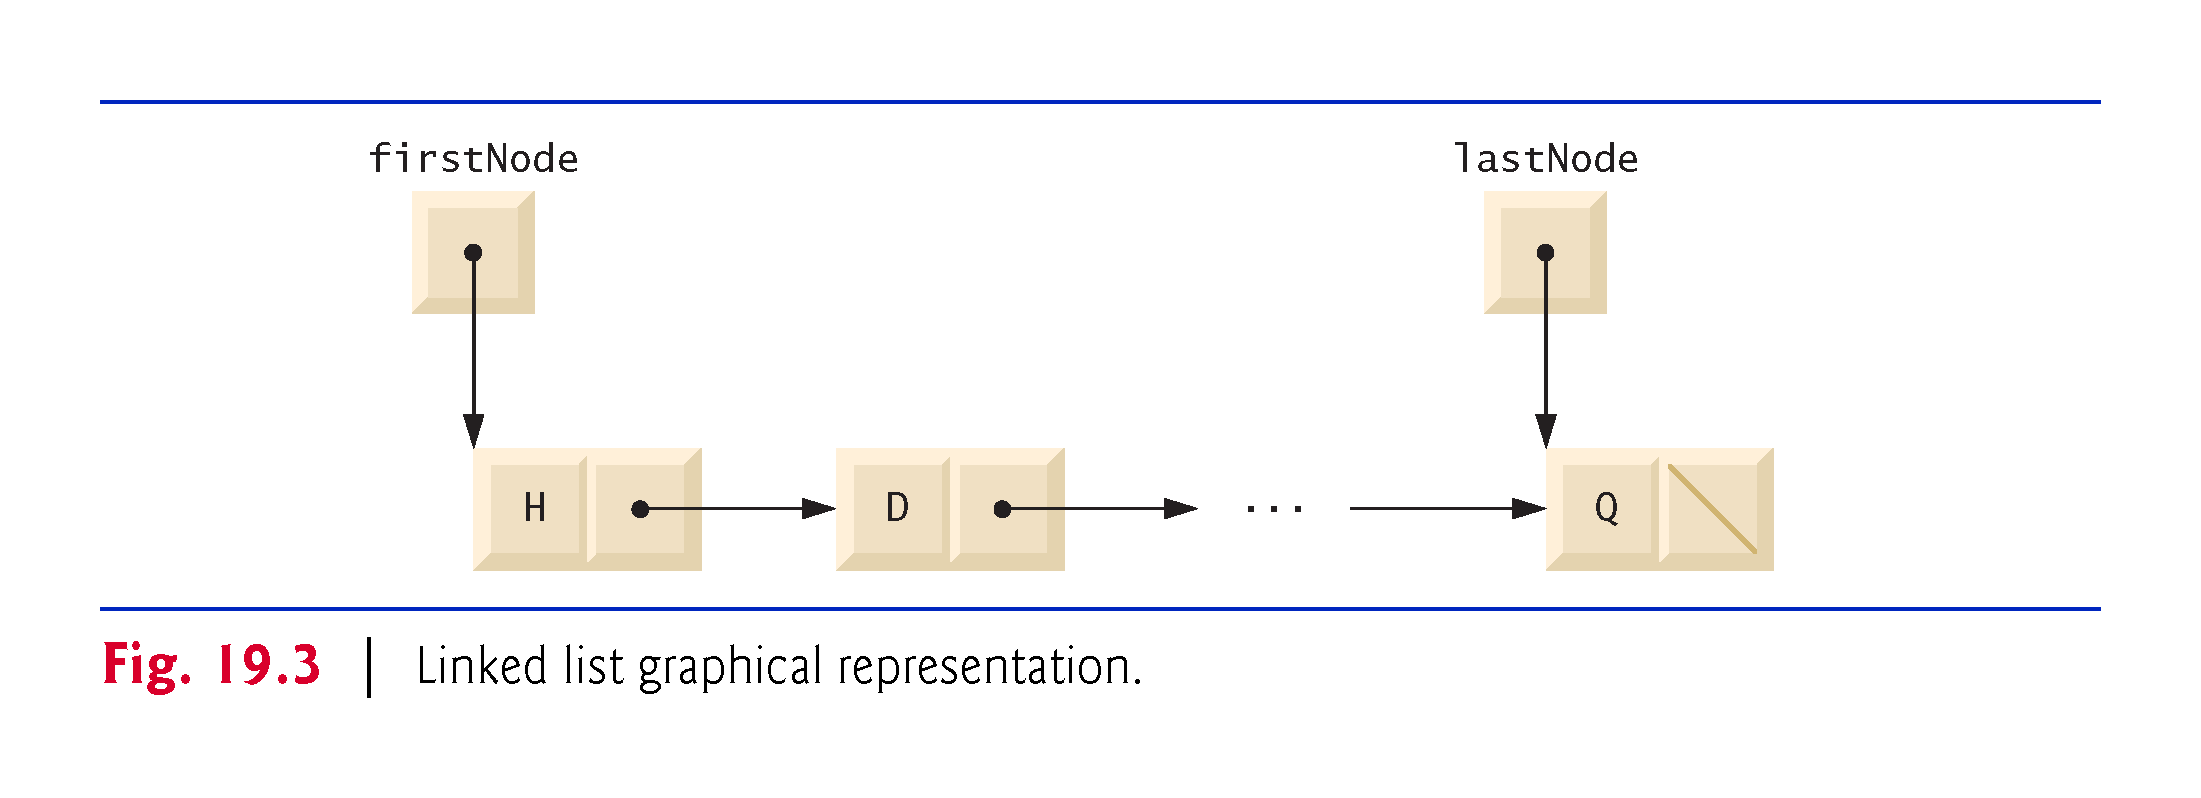 firstNode lastNode
H D ... Q
Fig. 19.3 | Linked list graphical representation.